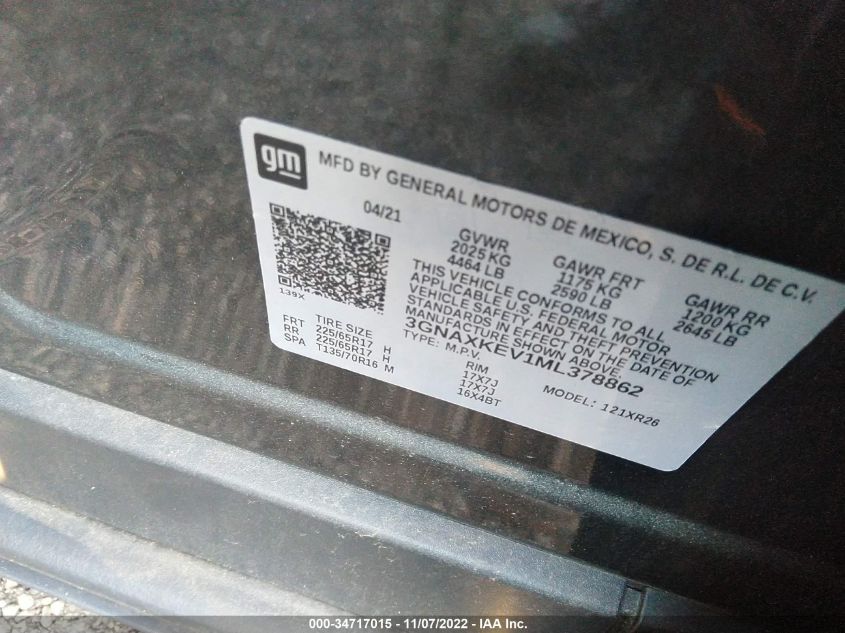 gm
MFD BY GENERAL MOTORS DE MEXICO, S. DE R.L. DE C.V.
04/21
GVWR
2025 KG
4464 LB
GAWR FRT
1175 KG
2590 LB
GAWR RR
1200 KG
2645 LB
THIS VEHICLE CONFORMS TO ALL
APPLICABLE U.S. FEDERAL MOTOR
VEHICLE SAFETY AND THEFT PREVENTION
STANDARDS IN EFFECT ON THE DATE OF
MANUFACTURE SHOWN ABOVE.
3GNAXKEV1ML378862
TYPE: M.P.V.
MODEL: 121XR26
139X
TIRE SIZE
RIM
FRT 225/65R17 H 17X7J
RR 225/65R17 H 17X7J
SPA T135/70R16 M 16X4BT
000-34717015 - 11/07/2022 - IAA Inc.